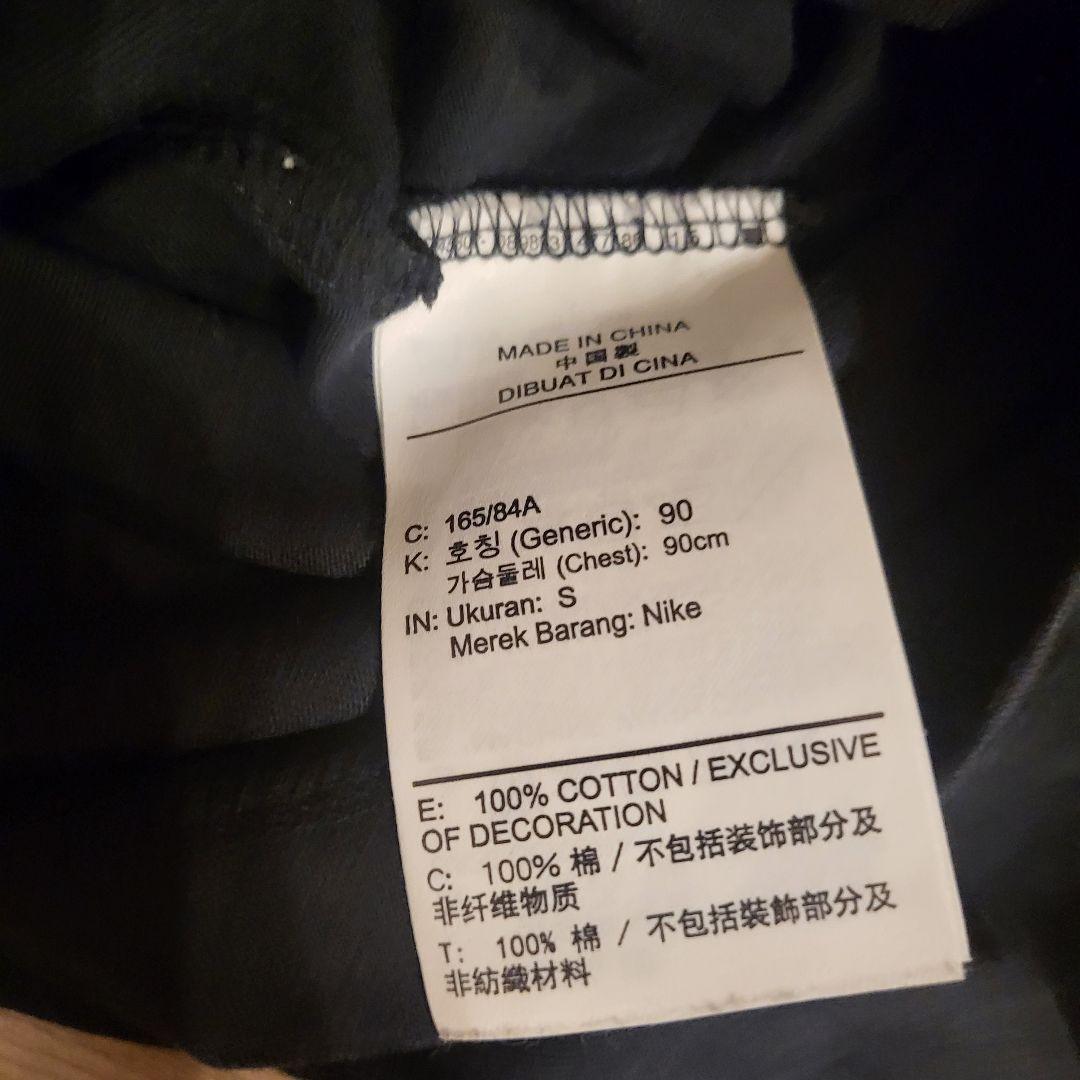 MADE IN CHINA
中国製
DIBUAT DI CINA
C: 165/84A
K: 호칭 (Generic): 90
가슴둘레 (Chest): 90cm
IN: Ukuran: S
Merek Barang: Nike
E: 100% COTTON / EXCLUSIVE
OF DECORATION
C: 100% 棉 / 不包括装饰部分及
非纤维物质
T: 100% 棉 / 不包括裝飾部分及
非紡織材料